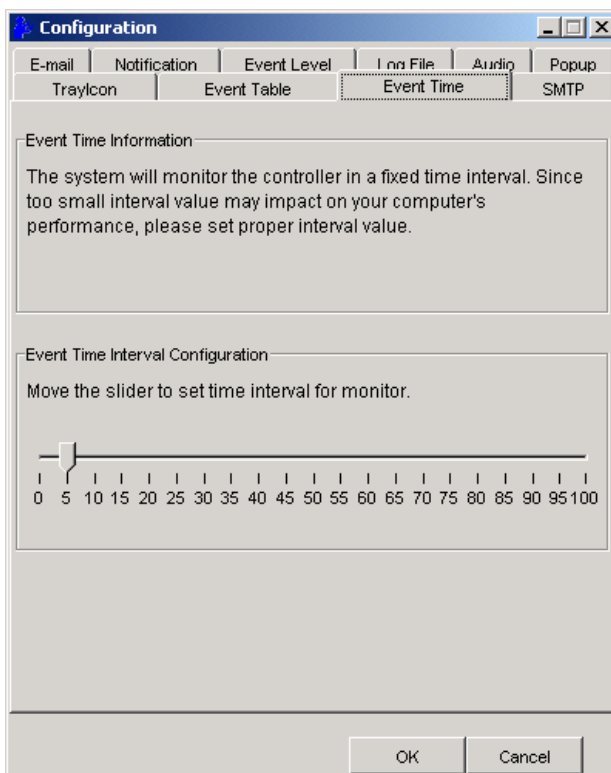 Configuration
E-mail Notification Event Level Log File Audio Popup
TrayIcon Event Table Event Time SMTP
Event Time Information
The system will monitor the controller in a fixed time interval. Since
too small interval value may impact on your computer's
performance, please set proper interval value.
Event Time Interval Configuration
Move the slider to set time interval for monitor.
0 5 10 15 20 25 30 35 40 45 50 55 60 65 70 75 80 85 90 95 100
OK Cancel